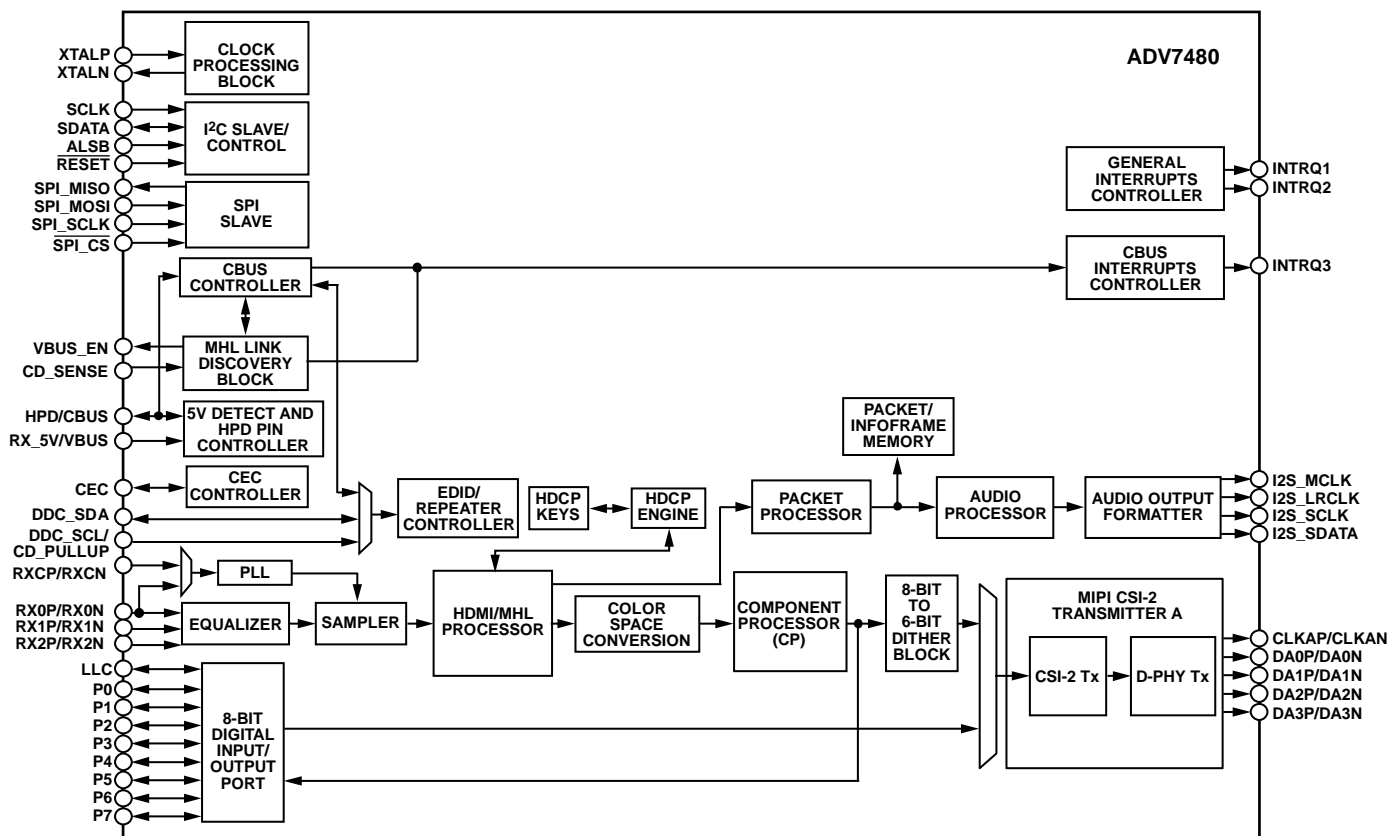 ADV7480
XTALP
XTALN
CLOCK
PROCESSING
BLOCK
SCLK
SDATA
ALSB
RESET
I2C SLAVE/
CONTROL
SPI_MISO
SPI_MOSI
SPI_SCLK
SPI_CS
SPI
SLAVE
GENERAL
INTERRUPTS
CONTROLLER
INTRQ1
INTRQ2
CBUS
CONTROLLER
CBUS
INTERRUPTS
CONTROLLER
INTRQ3
VBUS_EN
CD_SENSE
MHL LINK
DISCOVERY
BLOCK
HPD/CBUS
RX_5V/VBUS
5V DETECT AND
HPD PIN
CONTROLLER
CEC
CEC
CONTROLLER
DDC_SDA
DDC_SCL/
CD_PULLUP
EDID/
REPEATER
CONTROLLER
HDCP
KEYS
HDCP
ENGINE
PACKET
PROCESSOR
PACKET/
INFOFRAME
MEMORY
AUDIO
PROCESSOR
AUDIO OUTPUT
FORMATTER
I2S_MCLK
I2S_LRCLK
I2S_SCLK
I2S_SDATA
RXCP/RXCN
PLL
RX0P/RX0N
RX1P/RX1N
RX2P/RX2N
EQUALIZER
SAMPLER
HDMI/MHL
PROCESSOR
COLOR
SPACE
CONVERSION
COMPONENT
PROCESSOR
(CP)
8-BIT
TO
6-BIT
DITHER
BLOCK
MIPI CSI-2
TRANSMITTER A
CSI-2 Tx
D-PHY Tx
CLKAP/CLKAN
DA0P/DA0N
DA1P/DA1N
DA2P/DA2N
DA3P/DA3N
LLC
P0
P1
P2
P3
P4
P5
P6
P7
8-BIT
DIGITAL
INPUT/
OUTPUT
PORT